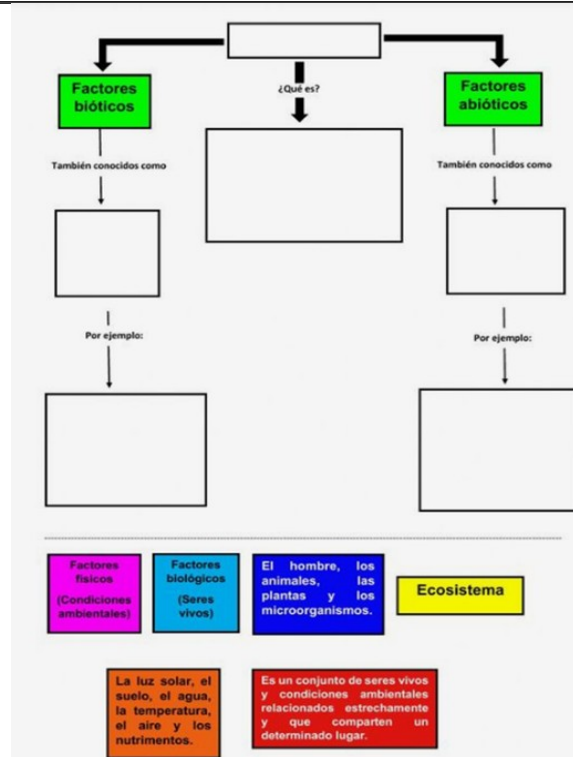 Factores
bióticos
¿Qué es?
Factores
abióticos
También conocidos como
También conocidos como
Por ejemplo:
Por ejemplo:
Factores
físicos
(Condiciones
ambientales)
Factores
biológicos
(Seres
vivos)
El hombre, los
animales, las
plantas y los
microorganismos.
Ecosistema
La luz solar, el
suelo, el agua,
la temperatura,
el aire y los
nutrimentos.
Es un conjunto de seres vivos
y condiciones ambientales
relacionados estrechamente
y que comparten un
determinado lugar.